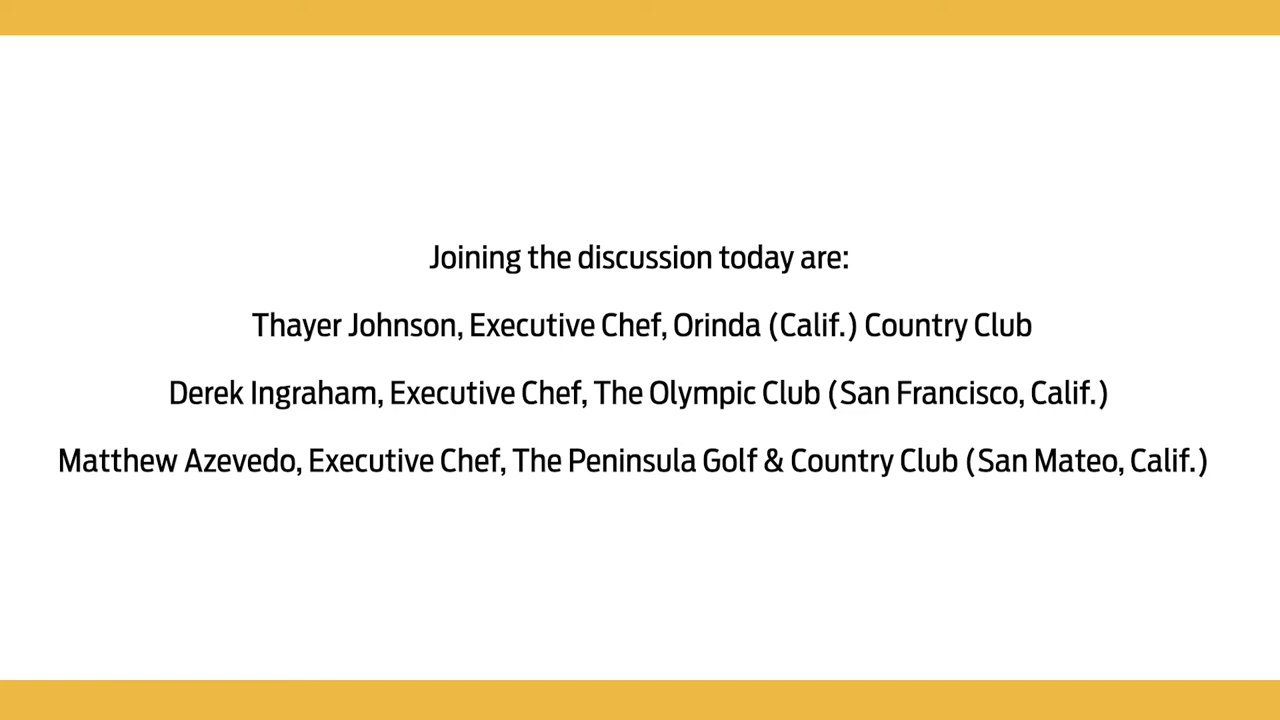 Joining the discussion today are:
Thayer Johnson, Executive Chef, Orinda (Calif.) Country Club
Derek Ingraham, Executive Chef, The Olympic Club (San Francisco, Calif.)
Matthew Azevedo, Executive Chef, The Peninsula Golf & Country Club (San Mateo, Calif.)